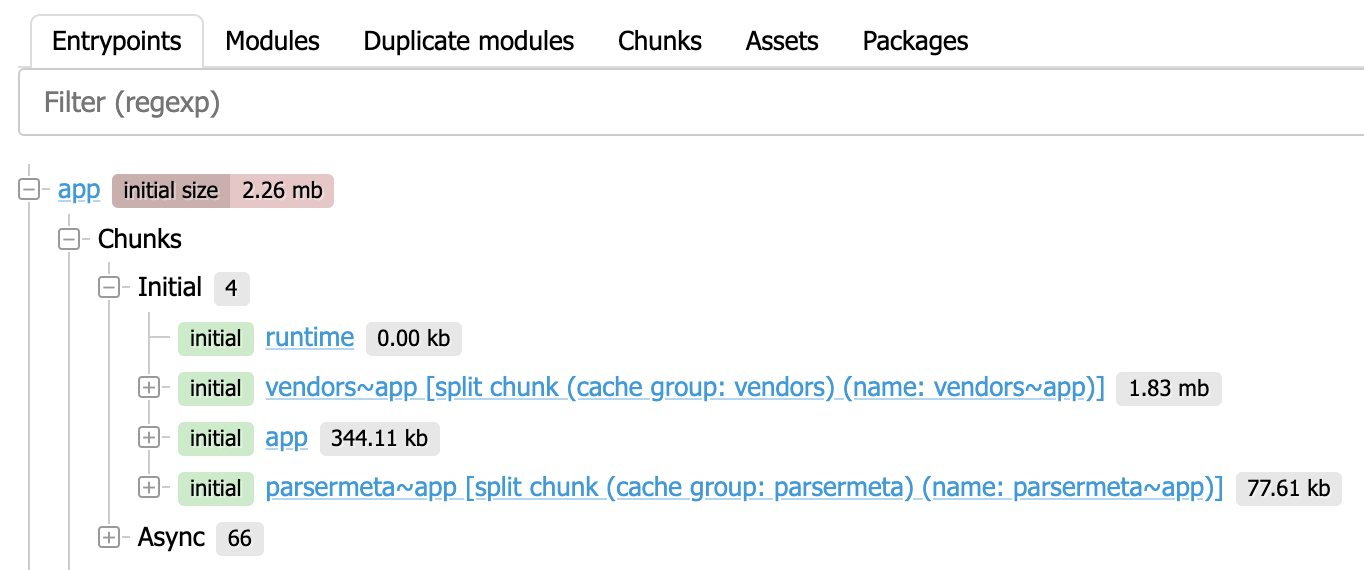 Entrypoints Modules Duplicate modules Chunks Assets Packages
Filter (regexp)
app initial size 2.26 mb
Chunks
Initial 4
initial runtime 0.00 kb
initial vendors~app [split chunk (cache group: vendors) (name: vendors~app)] 1.83 mb
initial app 344.11 kb
initial parsermeta~app [split chunk (cache group: parsermeta) (name: parsermeta~app)] 77.61 kb
Async 66